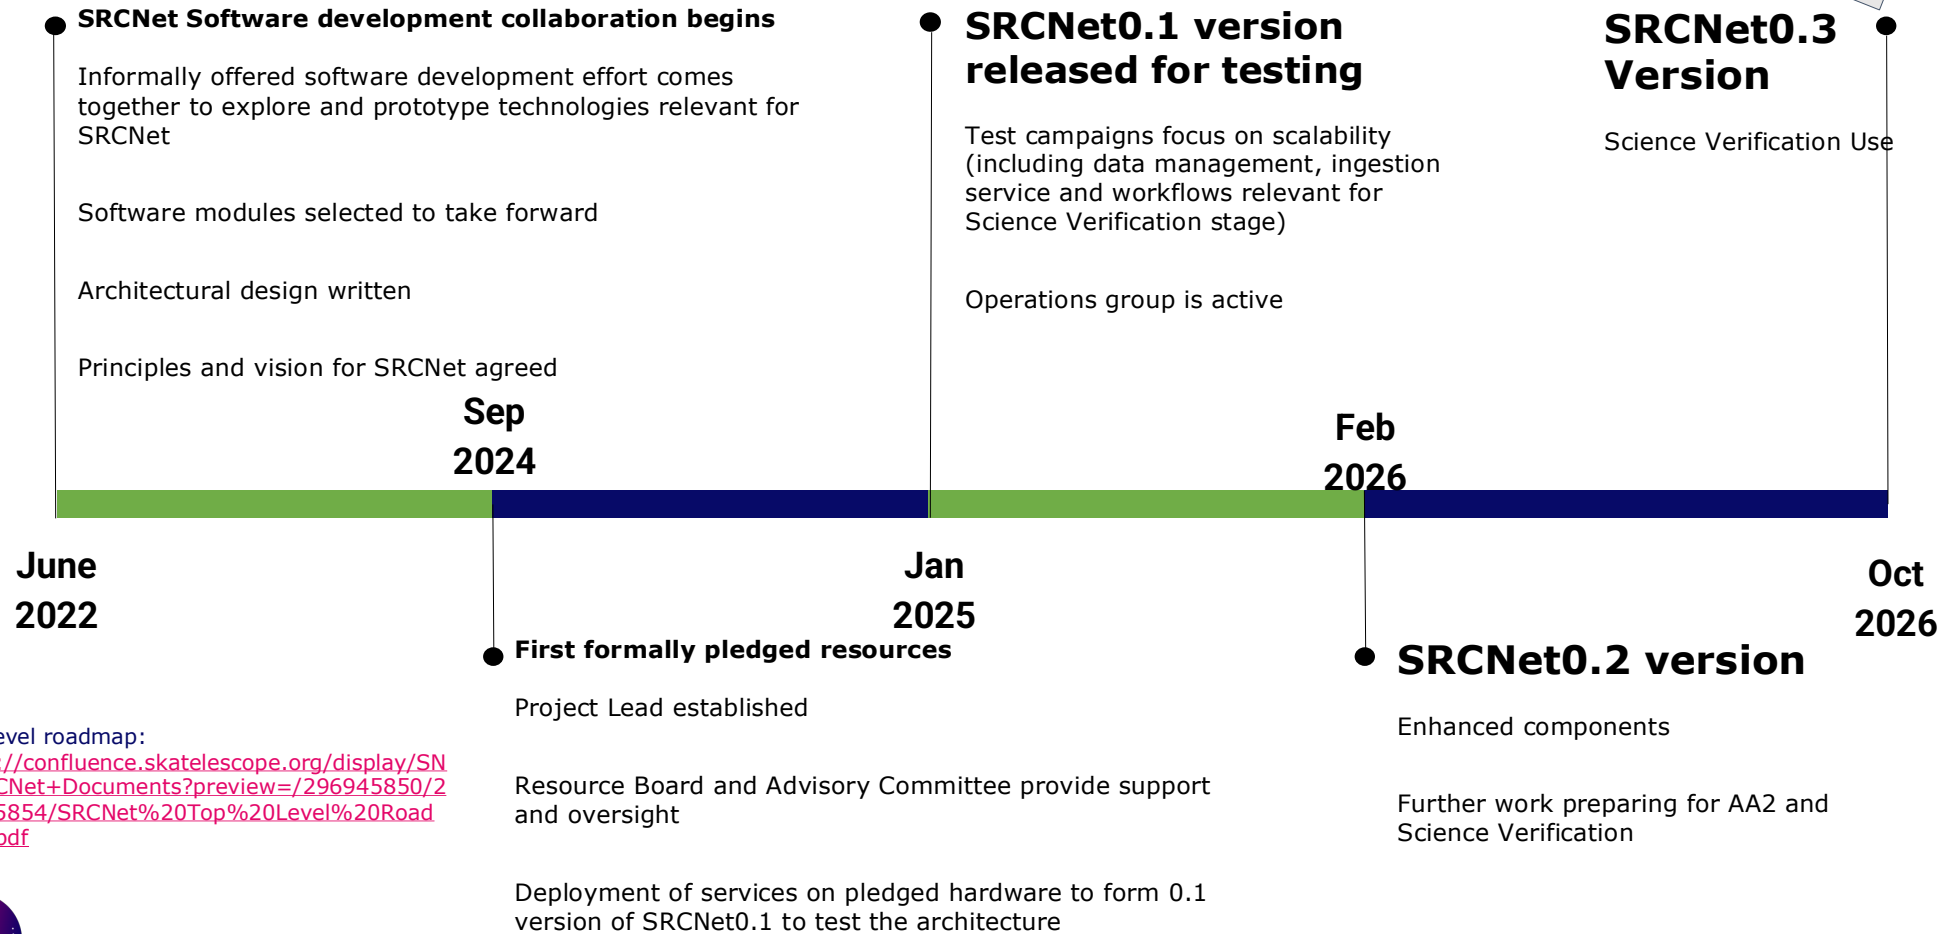 SRCNet Software development collaboration begins
Informally offered software development effort comes
together to explore and prototype technologies relevant for
SRCNet
Software modules selected to take forward
Architectural design written
Principles and vision for SRCNet agreed
SRCNet0.1 version
released for testing
Test campaigns focus on scalability
(including data management, ingestion
service and workflows relevant for
Science Verification stage)
Operations group is active
SRCNet0.3
Version
Science Verification Use
Sep
2024
Feb
2026
June
2022
Jan
2025
Oct
2026
First formally pledged resources
Project Lead established
Resource Board and Advisory Committee provide support
and oversight
Deployment of services on pledged hardware to form 0.1
version of SRCNet0.1 to test the architecture
SRCNet0.2 version
Enhanced components
Further work preparing for AA2 and
Science Verification
evel roadmap:
://confluence.skatelescope.org/display/SN
CNet+Documents?preview=/296945850/2
5854/SRCNet%20Top%20Level%20Road
pdf